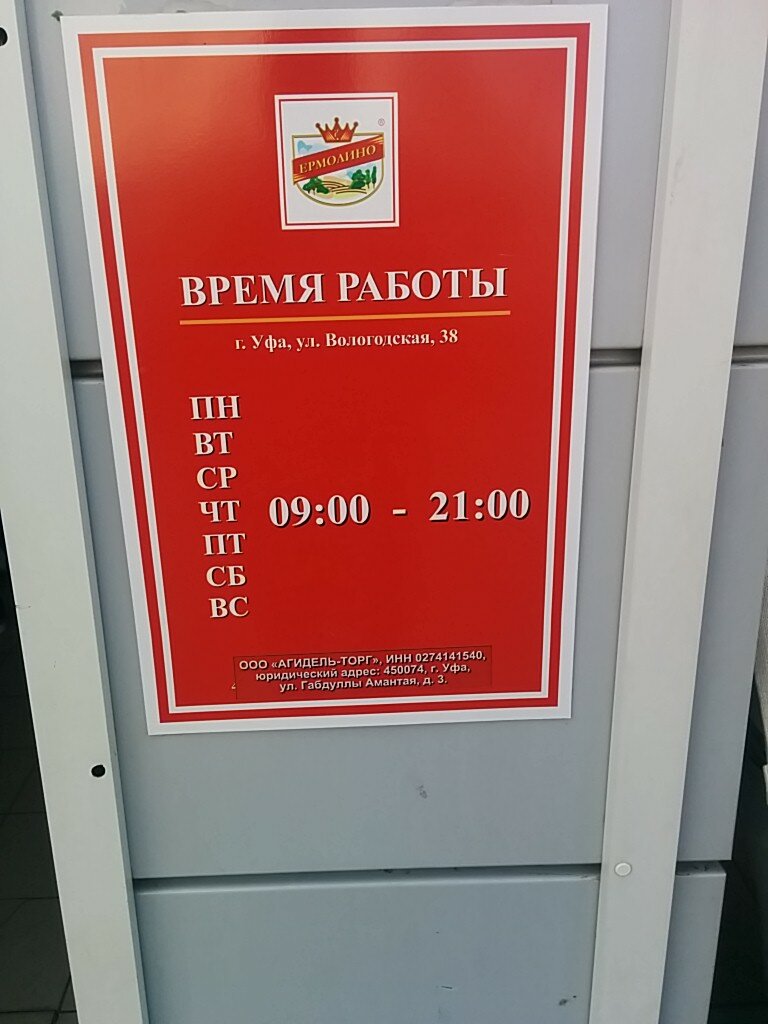 ЕРМОЛИНО
®
ВРЕМЯ РАБОТЫ
г. Уфа, ул. Вологодская, 38
ПН
ВТ
СР
ЧТ 09:00 - 21:00
ПТ
СБ
ВС
ООО «АГИДЕЛЬ-ТОРГ», ИНН 0274141540,
юридический адрес: 450074, г. Уфа,
ул. Габдуллы Амантая, д. 3.